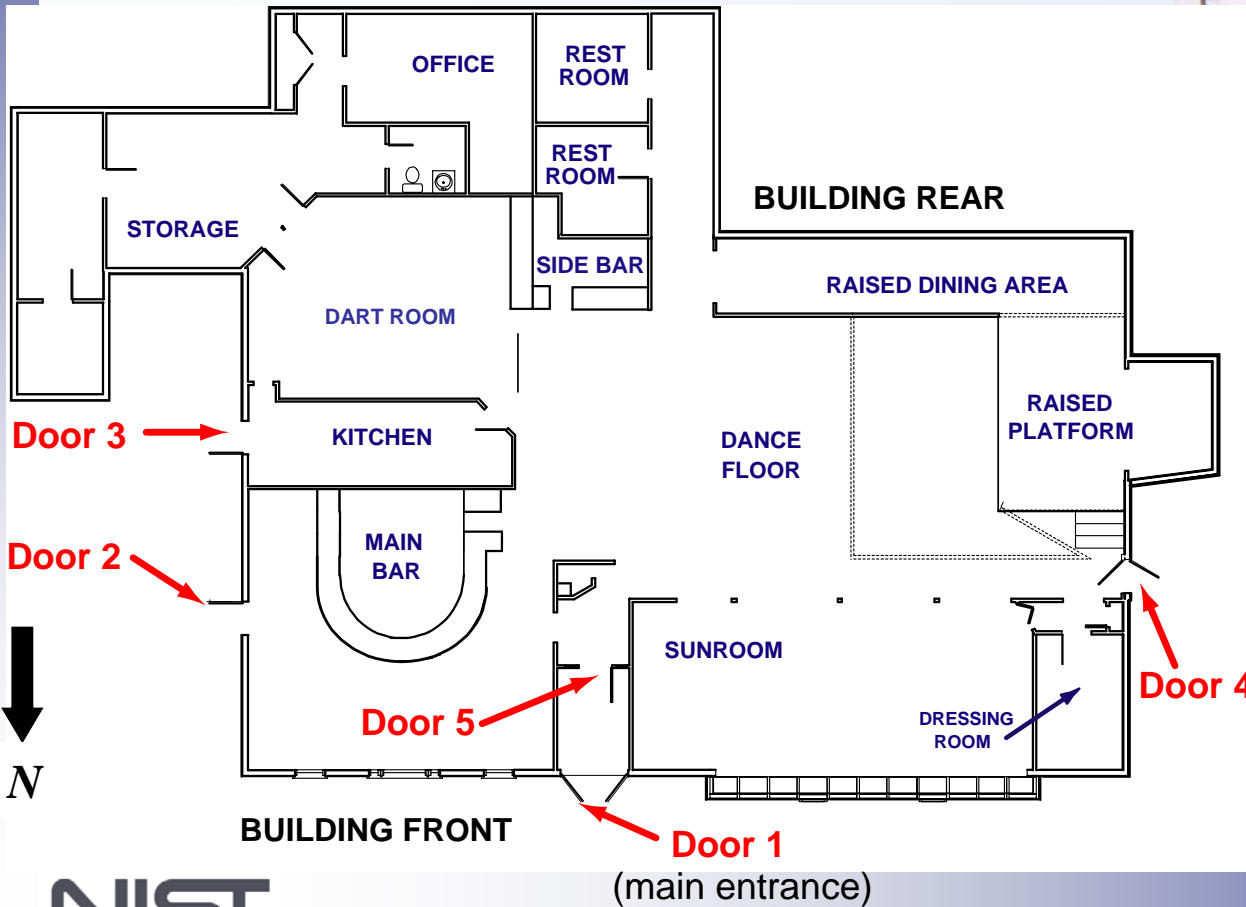 OFFICE
REST
ROOM
REST
ROOM
BUILDING REAR
STORAGE
SIDE BAR
RAISED DINING AREA
DART ROOM
RAISED
PLATFORM
Door 3
KITCHEN
DANCE
FLOOR
MAIN
BAR
Door 2
SUNROOM
Door 4
Door 5
DRESSING
ROOM
N
BUILDING FRONT
Door 1
(main entrance)
NIST